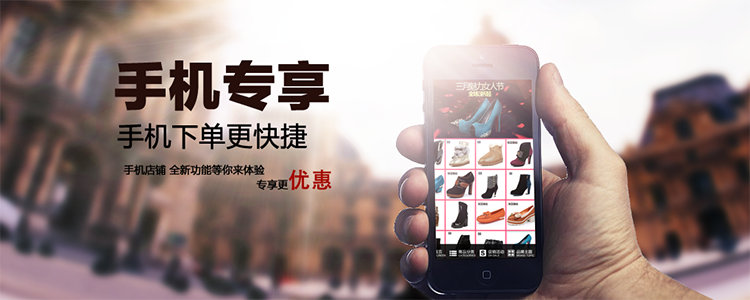 手机专享
手机下单更快捷
手机店铺 全新功能等你来体验
专享更 优惠
三月魅力女人节